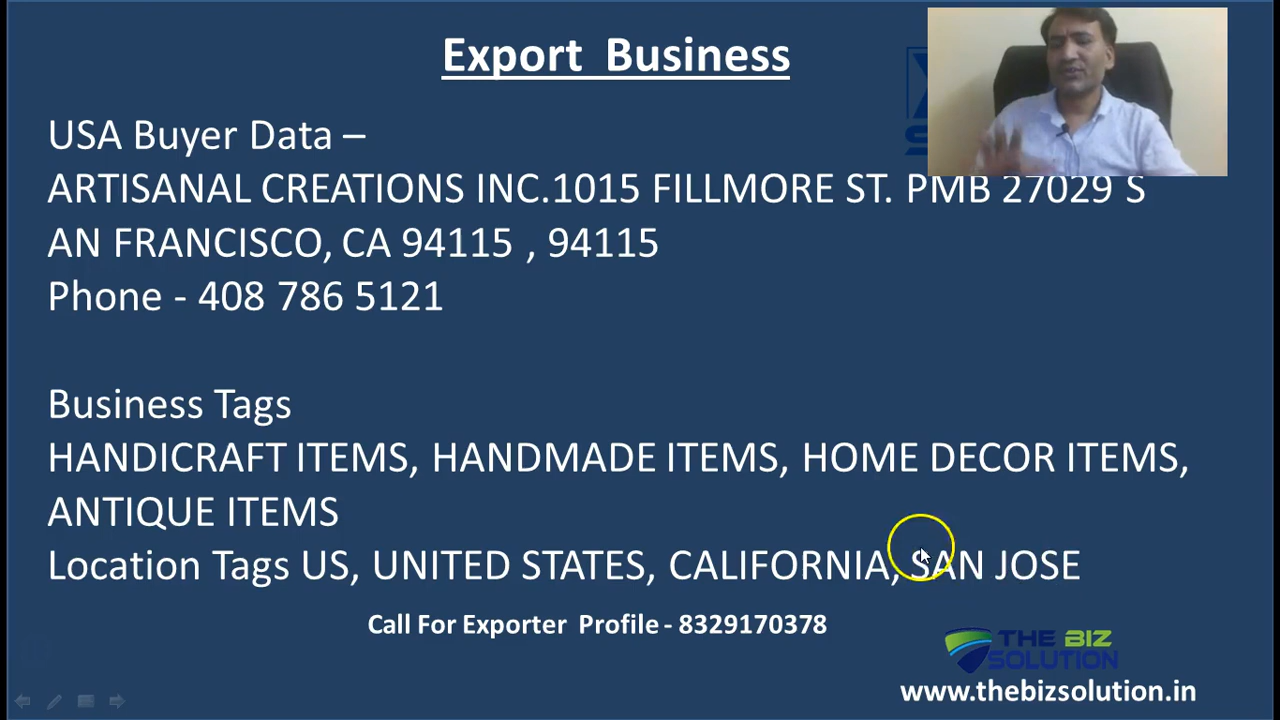 Export Business
USA Buyer Data –
ARTISANAL CREATIONS INC.1015 FILLMORE ST. PMB 27029 S
AN FRANCISCO, CA 94115 , 94115
Phone - 408 786 5121
Business Tags
HANDICRAFT ITEMS, HANDMADE ITEMS, HOME DECOR ITEMS,
ANTIQUE ITEMS
Location Tags US, UNITED STATES, CALIFORNIA, SAN JOSE
Call For Exporter Profile - 8329170378
THE BIZ
SOLUTION
www.thebizsolution.in